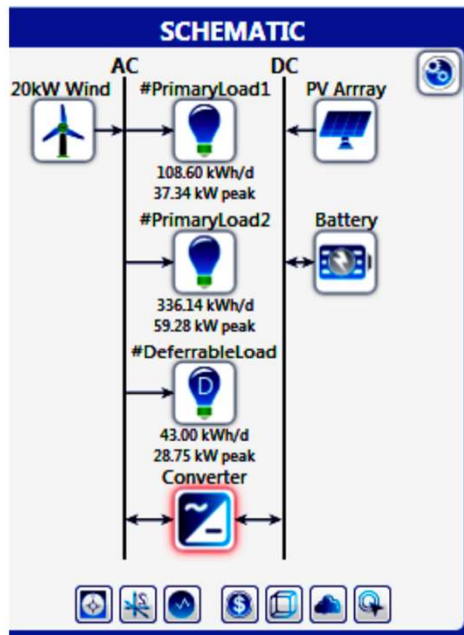 SCHEMATIC
AC DC
20kW Wind #PrimaryLoad1 PV Arrray
108.60 kWh/d
37.34 kW peak
#PrimaryLoad2 Battery
336.14 kWh/d
59.28 kW peak
#DeferrableLoad
D
43.00 kWh/d
28.75 kW peak
Converter